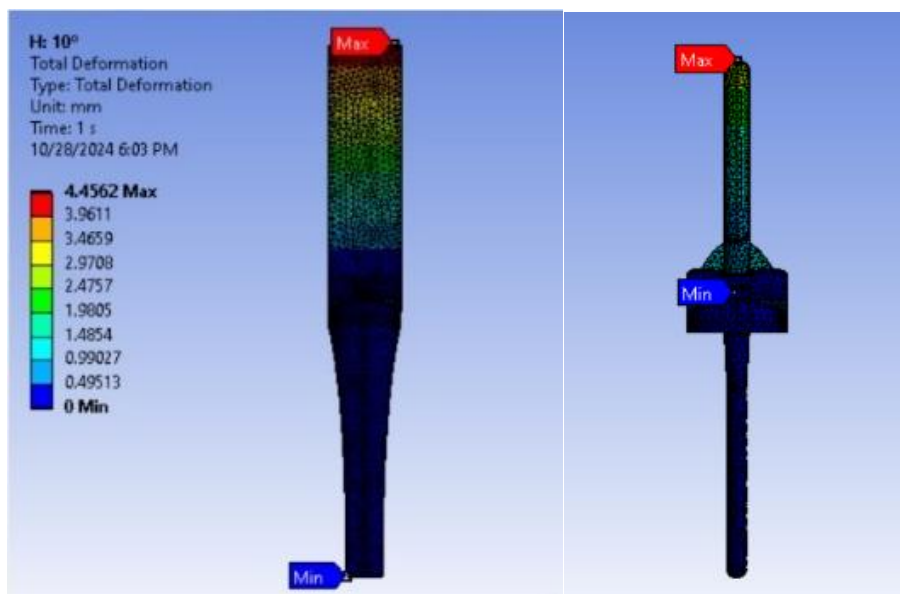 H: 10°
Total Deformation
Type: Total Deformation
Unit: mm
Time: 1 s
10/28/2024 6:03 PM
4.4562 Max
3.9611
3.4659
2.9708
2.4757
1.9805
1.4854
0.99027
0.49513
0 Min
Max
Min
Max
Min